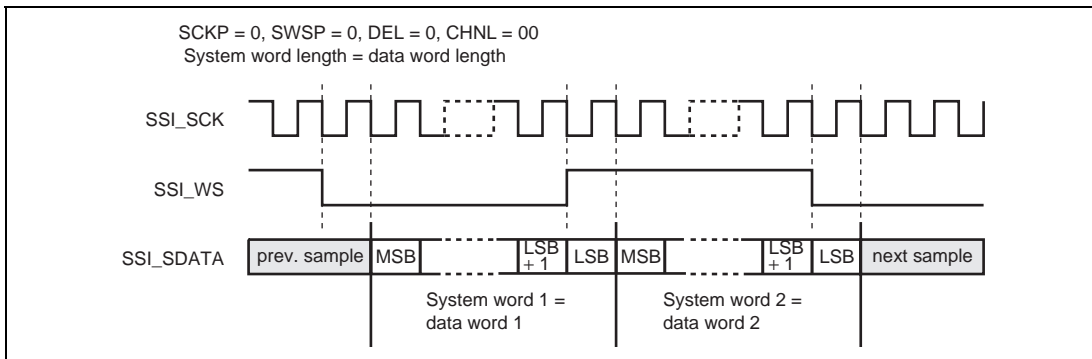 SCKP = 0, SWSP = 0, DEL = 0, CHNL = 00
System word length = data word length
SSI_SCK
SSI_WS
SSI_SDATA
prev. sample
MSB
LSB
+ 1
LSB
MSB
LSB
+ 1
LSB
next sample
System word 1 =
data word 1
System word 2 =
data word 2